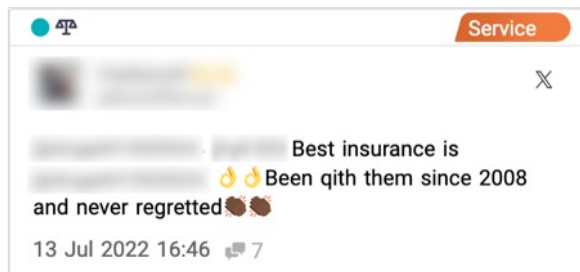 Service
Best insurance is
👌👌Been qith them since 2008
and never regretted👏🏿👏🏿
13 Jul 2022 16:46 7